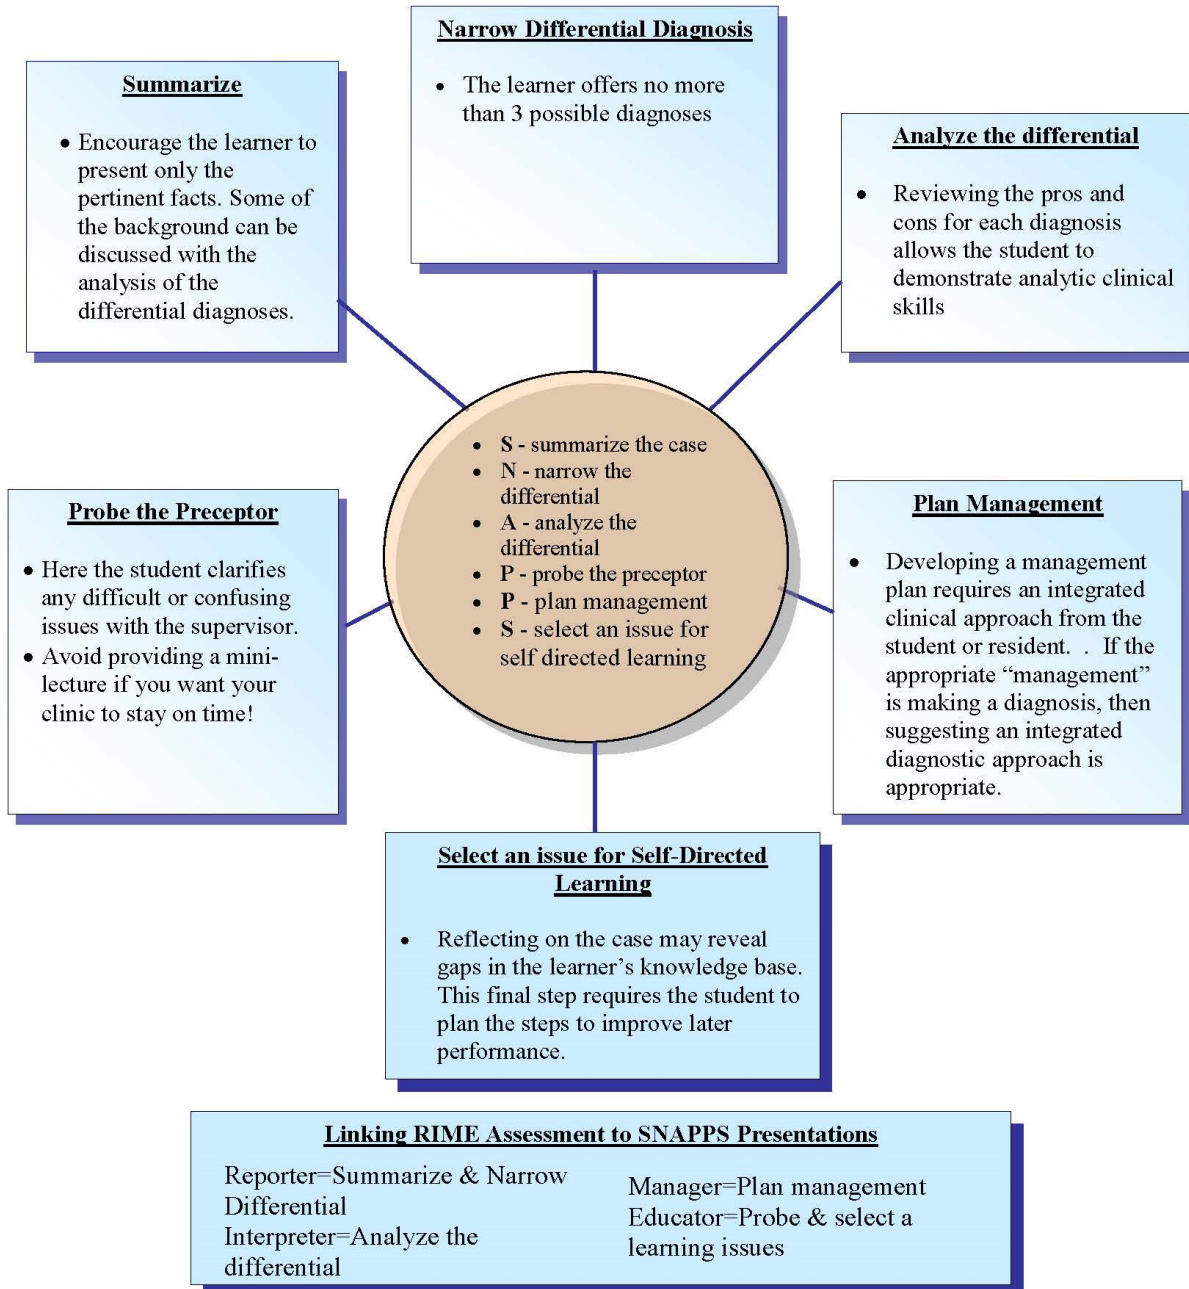 Narrow Differential Diagnosis
• The learner offers no more
than 3 possible diagnoses
Summarize
• Encourage the learner to
present only the
pertinent facts. Some of
the background can be
discussed with the
analysis of the
differential diagnoses.
Analyze the differential
• Reviewing the pros and
cons for each diagnosis
allows the student to
demonstrate analytic clinical
skills
• S - summarize the case
• N - narrow the
differential
• A - analyze the
differential
• P - probe the preceptor
• P - plan management
• S - select an issue for
self directed learning
Probe the Preceptor
• Here the student clarifies
any difficult or confusing
issues with the supervisor.
• Avoid providing a mini-
lecture if you want your
clinic to stay on time!
Plan Management
• Developing a management
plan requires an integrated
clinical approach from the
student or resident. . If the
appropriate “management”
is making a diagnosis, then
suggesting an integrated
diagnostic approach is
appropriate.
Select an issue for Self-Directed
Learning
• Reflecting on the case may reveal
gaps in the learner’s knowledge base.
This final step requires the student to
plan the steps to improve later
performance.
Linking RIME Assessment to SNAPPS Presentations
Reporter=Summarize & Narrow
Differential
Interpreter=Analyze the
differential
Manager=Plan management
Educator=Probe & select a
learning issues